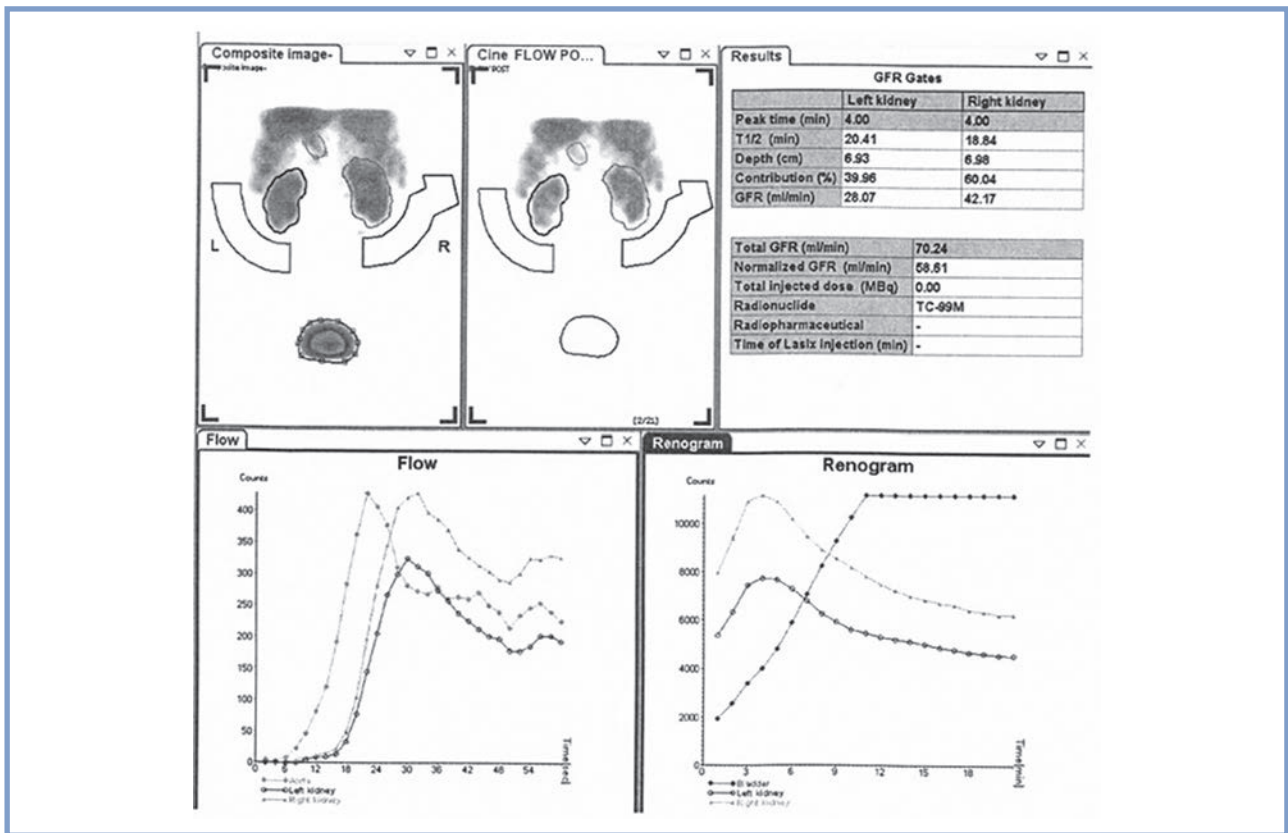 Composite image-
Cine FLOW PO...
Results
POST
L
R
[2/21]
GFR Gates
Left kidney Right kidney
Peak time (min) 4.00 4.00
T1/2 (min) 20.41 18.84
Depth (cm) 6.93 6.98
Contribution (%) 39.96 60.04
GFR (ml/min) 28.07 42.17
Total GFR (ml/min) 70.24
Normalized GFR (ml/min) 58.61
Total injected dose (MBq) 0.00
Radionuclide TC-99M
Radiopharmaceutical -
Time of Lasix injection (min) -
Flow
Flow
Counts
400
350
300
250
200
150
100
50
0
0 6 12 18 24 30 36 42 48 54
Time[sec]
Aorta
Left kidney
Right kidney
Renogram
Renogram
Counts
10000
8000
6000
4000
2000
0 3 6 9 12 15 18
Time[min]
Bladder
Left kidney
Right kidney